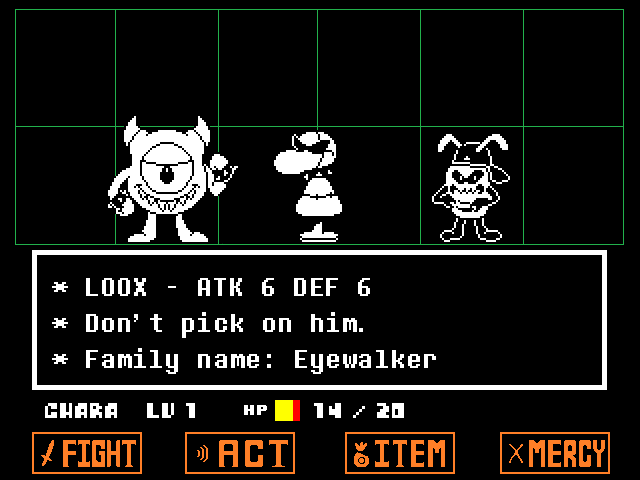 * LOOX - ATK 6 DEF 6
* Don't pick on him.
* Family name: Eyewalker
CHARA LV 1 HP 14 / 20
FIGHT ACT ITEM MERCY